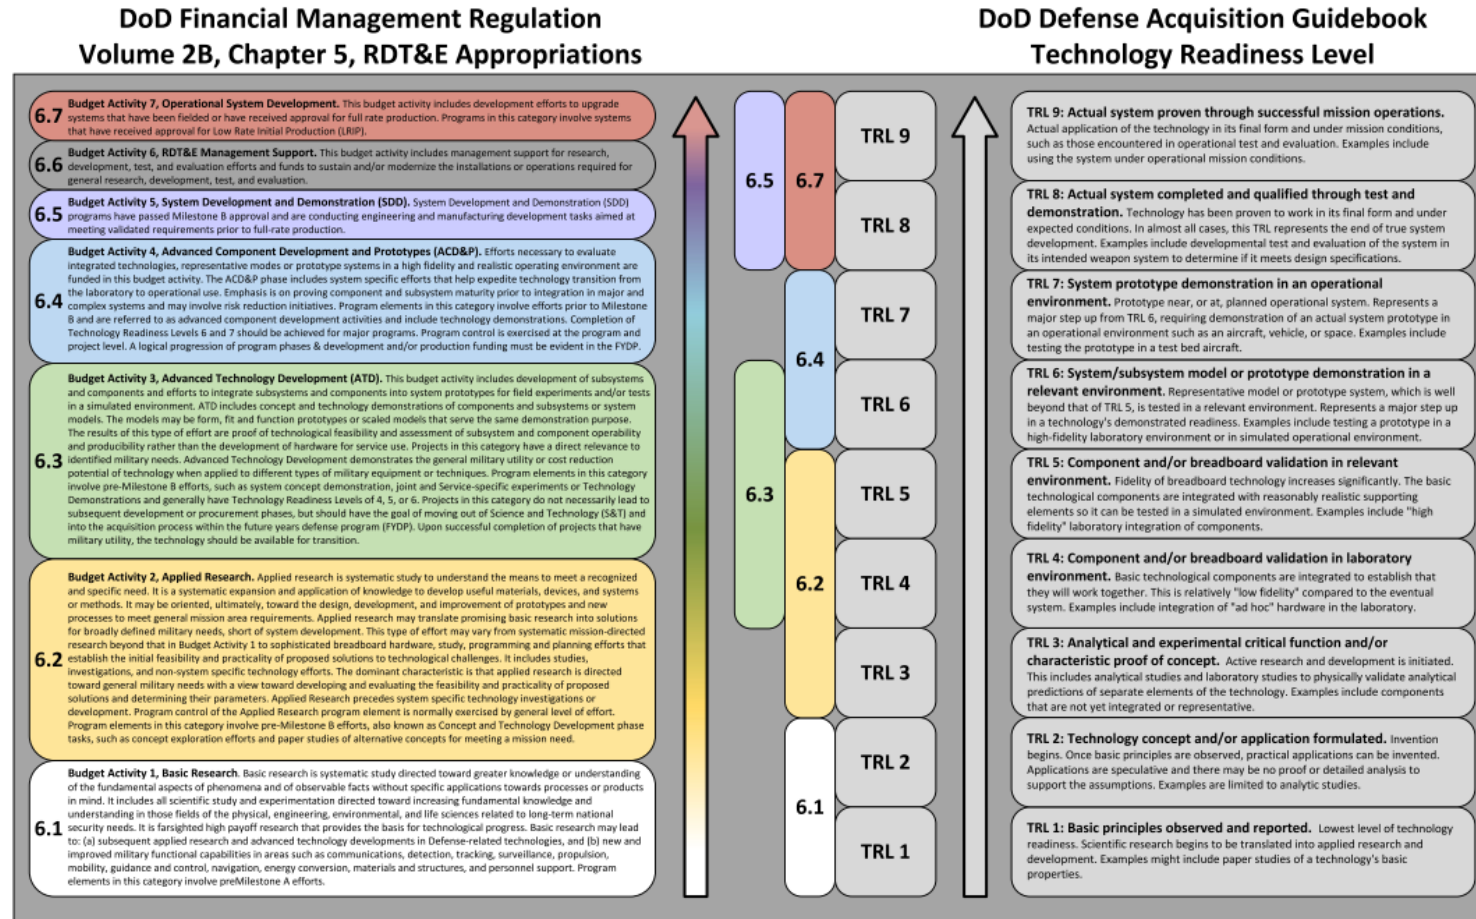 DoD Financial Management Regulation
Volume 2B, Chapter 5, RDT&E Appropriations
DoD Defense Acquisition Guidebook
Technology Readiness Level
6.7
Budget Activity 7, Operational System Development. This budget activity includes development efforts to upgrade
systems that have been fielded or have received approval for full rate production. Programs in this category involve systems
that have received approval for Low Rate Initial Production (LRIP).
6.6
Budget Activity 6, RDT&E Management Support. This budget activity includes management support for research,
development, test, and evaluation efforts and funds to sustain and/or modernize the installations or operations required for
general research, development, test, and evaluation.
6.5
Budget Activity 5, System Development and Demonstration (SDD). System Development and Demonstration (SDD)
programs have passed Milestone B approval and are conducting engineering and manufacturing development tasks aimed at
meeting validated requirements prior to full-rate production.
6.4
Budget Activity 4, Advanced Component Development and Prototypes (ACD&P). Efforts necessary to evaluate
integrated technologies, representative modes or prototype systems in a high fidelity and realistic operating environment are
funded in this budget activity. The ACD&P phase includes system specific efforts that help expedite technology transition from
the laboratory to operational use. Emphasis is on proving component and subsystem maturity prior to integration in major and
complex systems and may involve risk reduction initiatives. Program elements in this category involve efforts prior to Milestone
B and are referred to as advanced component development activities and include technology demonstrations. Completion of
Technology Readiness Levels 6 and 7 should be achieved for major programs. Program control is exercised at the program and
project level. A logical progression of program phases & development and/or production funding must be evident in the FYDP.
6.3
Budget Activity 3, Advanced Technology Development (ATD). This budget activity includes development of subsystems
and components and efforts to integrate subsystems and components into system prototypes for field experiments and/or tests
in a simulated environment. ATD includes concept and technology demonstrations of components and subsystems or system
models. The models may be form, fit and function prototypes or scaled models that serve the same demonstration purpose.
The results of this type of effort are proof of technological feasibility and assessment of subsystem and component operability
and producibility rather than the development of hardware for service use. Projects in this category have a direct relevance to
identified military needs. Advanced Technology Development demonstrates the general military utility or cost reduction
potential of technology when applied to different types of military equipment or techniques. Program elements in this category
involve pre-Milestone B efforts, such as system concept demonstration, joint and Service-specific experiments or Technology
Demonstrations and generally have Technology Readiness Levels of 4, 5, or 6. Projects in this category do not necessarily lead to
subsequent development or procurement phases, but should have the goal of moving out of Science and Technology (S&T) and
into the acquisition process within the future years defense program (FYDP). Upon successful completion of projects that have
military utility, the technology should be available for transition.
6.2
Budget Activity 2, Applied Research. Applied research is systematic study to understand the means to meet a recognized
and specific need. It is a systematic expansion and application of knowledge to develop useful materials, devices, and systems
or methods. It may be oriented, ultimately, toward the design, development, and improvement of prototypes and new
processes to meet general mission area requirements. Applied research may translate promising basic research into solutions
for broadly defined military needs, short of system development. This type of effort may vary from systematic mission-directed
research beyond that in Budget Activity 1 to sophisticated breadboard hardware, study, programming and planning efforts that
establish the initial feasibility and practicality of proposed solutions to technological challenges. It includes studies,
investigations, and non-system specific technology efforts. The dominant characteristic is that applied research is directed
toward general military needs with a view toward developing and evaluating the feasibility and practicality of proposed
solutions and determining their parameters. Applied Research precedes system specific technology investigations or
development. Program control of the Applied Research program element is normally exercised by general level of effort.
Program elements in this category involve pre-Milestone B efforts, also known as Concept and Technology Development phase
tasks, such as concept exploration efforts and paper studies of alternative concepts for meeting a mission need.
6.1
Budget Activity 1, Basic Research. Basic research is systematic study directed toward greater knowledge or understanding
of the fundamental aspects of phenomena and of observable facts without specific applications towards processes or products
in mind. It includes all scientific study and experimentation directed toward increasing fundamental knowledge and
understanding in those fields of the physical, engineering, environmental, and life sciences related to long-term national
security needs. It is farsighted high payoff research that provides the basis for technological progress. Basic research may lead
to: (a) subsequent applied research and advanced technology developments in Defense-related technologies, and (b) new and
improved military functional capabilities in areas such as communications, detection, tracking, surveillance, propulsion,
mobility, guidance and control, navigation, energy conversion, materials and structures, and personnel support. Program
elements in this category involve preMilestone A efforts.
6.5
6.7
6.4
6.3
6.2
6.1
TRL 9
TRL 8
TRL 7
TRL 6
TRL 5
TRL 4
TRL 3
TRL 2
TRL 1
TRL 9: Actual system proven through successful mission operations.
Actual application of the technology in its final form and under mission conditions,
such as those encountered in operational test and evaluation. Examples include
using the system under operational mission conditions.
TRL 8: Actual system completed and qualified through test and
demonstration. Technology has been proven to work in its final form and under
expected conditions. In almost all cases, this TRL represents the end of true system
development. Examples include developmental test and evaluation of the system in
its intended weapon system to determine if it meets design specifications.
TRL 7: System prototype demonstration in an operational
environment. Prototype near, or at, planned operational system. Represents a
major step up from TRL 6, requiring demonstration of an actual system prototype in
an operational environment such as an aircraft, vehicle, or space. Examples include
testing the prototype in a test bed aircraft.
TRL 6: System/subsystem model or prototype demonstration in a
relevant environment. Representative model or prototype system, which is well
beyond that of TRL 5, is tested in a relevant environment. Represents a major step up
in a technology's demonstrated readiness. Examples include testing a prototype in a
high-fidelity laboratory environment or in simulated operational environment.
TRL 5: Component and/or breadboard validation in relevant
environment. Fidelity of breadboard technology increases significantly. The basic
technological components are integrated with reasonably realistic supporting
elements so it can be tested in a simulated environment. Examples include "high
fidelity" laboratory integration of components.
TRL 4: Component and/or breadboard validation in laboratory
environment. Basic technological components are integrated to establish that
they will work together. This is relatively "low fidelity" compared to the eventual
system. Examples include integration of "ad hoc" hardware in the laboratory.
TRL 3: Analytical and experimental critical function and/or
characteristic proof of concept. Active research and development is initiated.
This includes analytical studies and laboratory studies to physically validate analytical
predictions of separate elements of the technology. Examples include components
that are not yet integrated or representative.
TRL 2: Technology concept and/or application formulated. Invention
begins. Once basic principles are observed, practical applications can be invented.
Applications are speculative and there may be no proof or detailed analysis to
support the assumptions. Examples are limited to analytic studies.
TRL 1: Basic principles observed and reported. Lowest level of technology
readiness. Scientific research begins to be translated into applied research and
development. Examples might include paper studies of a technology's basic
properties.